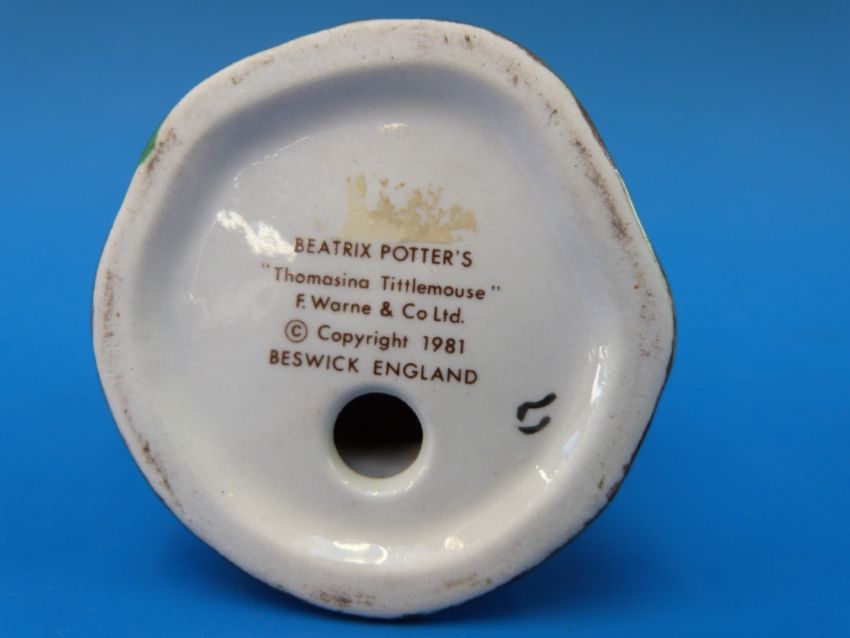 BEATRIX POTTER'S
"Thomasina Tittlemouse"
F. Warne & Co Ltd.
© Copyright 1981
BESWICK ENGLAND